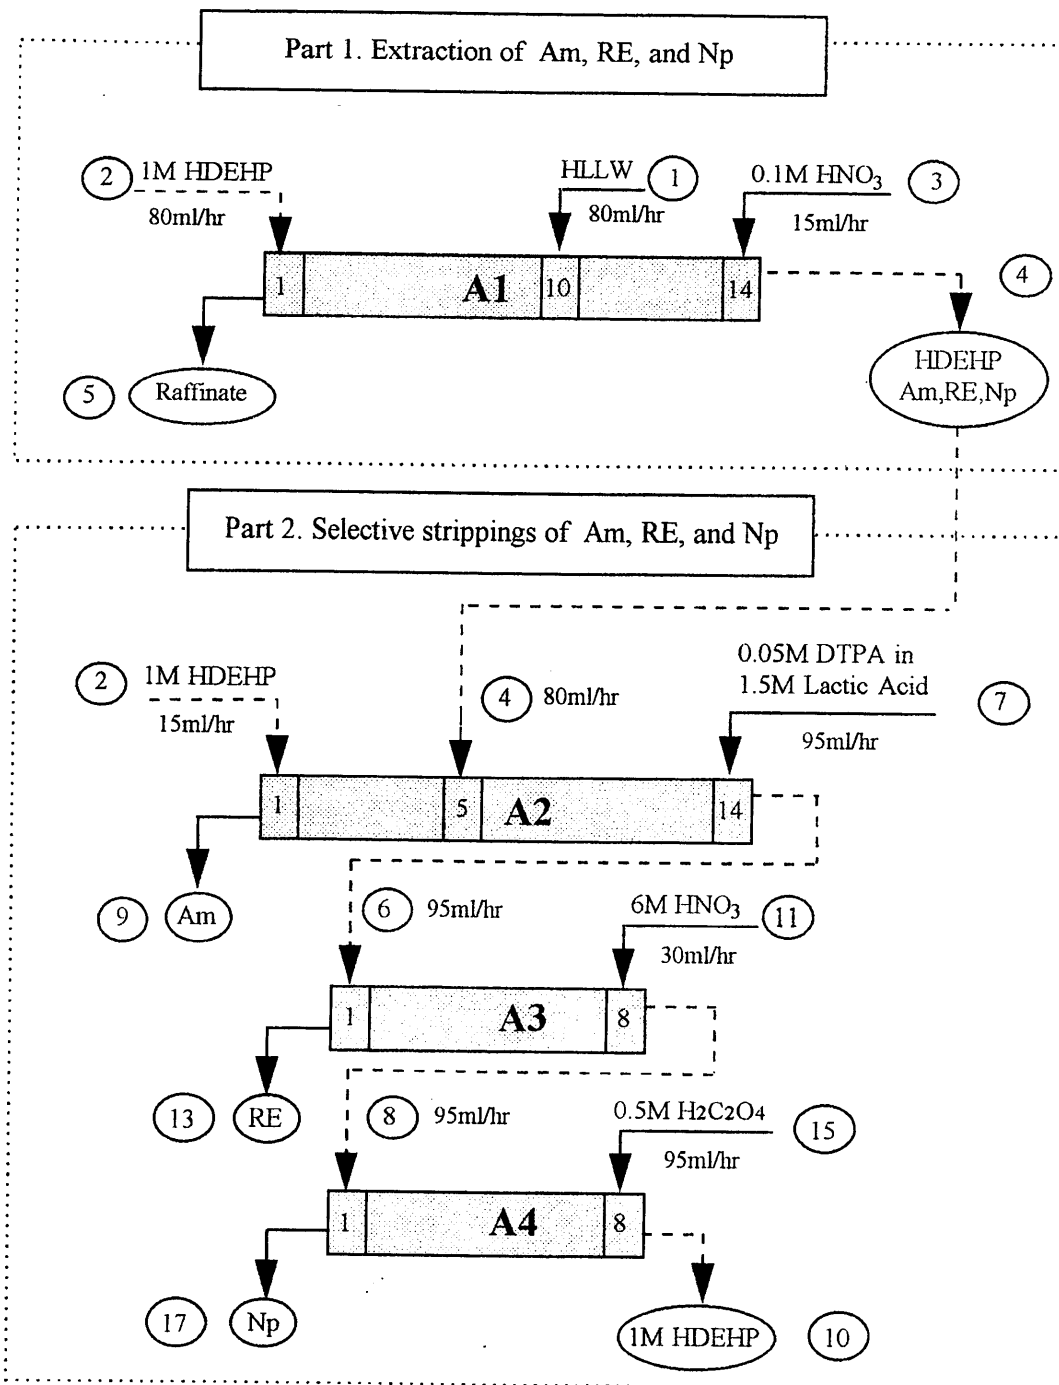 Part 1. Extraction of Am, RE, and Np
2 1M HDEHP
80ml/hr
HLLW 1
80ml/hr
0.1M HNO3 3
15ml/hr
1 A1 10 14
4
HDEHP
Am,RE,Np
5 Raffinate
Part 2. Selective strippings of Am, RE, and Np
2 1M HDEHP
15ml/hr
4 80ml/hr
0.05M DTPA in
1.5M Lactic Acid 7
95ml/hr
1 5 A2 14
9 Am
6 95ml/hr
6M HNO3 11
30ml/hr
1 A3 8
13 RE
8 95ml/hr
0.5M H2C2O4 15
95ml/hr
1 A4 8
17 Np
1M HDEHP 10